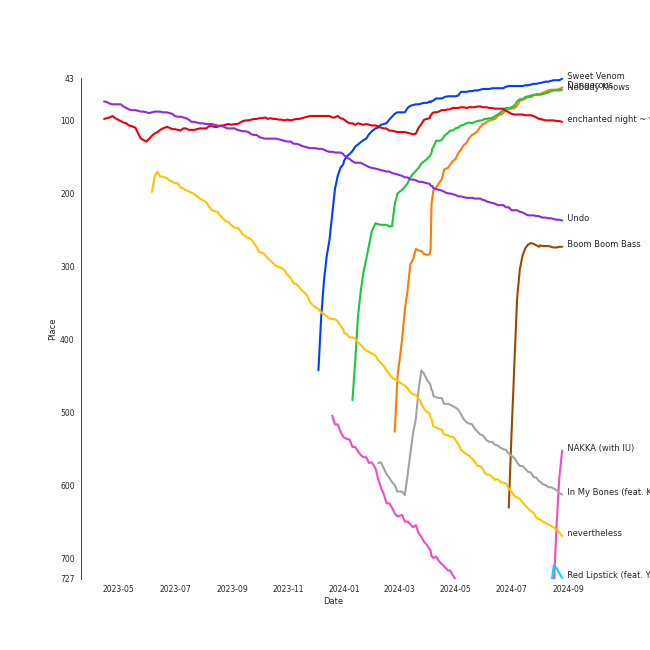 43
100
200
300
400
500
600
700
727
Place
2023-05
2023-07
2023-09
2023-11
2024-01
2024-03
2024-05
2024-07
2024-09
Date
Sweet Venom
Dangerous
Nobody Knows
enchanted night ~
Undo
Boom Boom Bass
NAKKA (with IU)
In My Bones (feat. K
nevertheless
Red Lipstick (feat. Y